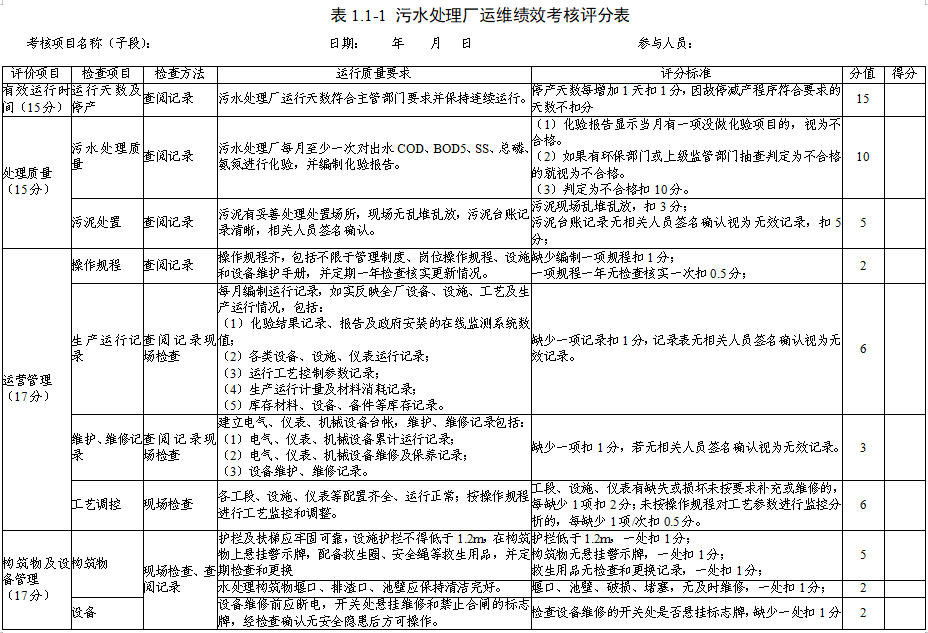 表 1.1-1 污水处理厂运维绩效考核评分表
考核项目名称（子段）： 日期： 年 月 日 参与人员：
评价项目 检查项目 检查方法 运行质量要求 评分标准 分值 得分
有效运行时间（15分） 运行天数及停产 查阅记录 污水处理厂运行天数符合主管部门要求并保持连续运行。 停产天数每增加1天扣1分，因故停减产程序符合要求的天数不扣分 15
处理质量（15分）
污水处理质量 查阅记录
污水处理厂每月至少一次对出水 COD、BOD5、SS、总磷、
氨氮进行化验，并编制化验报告。
（1）化验报告显示当月有一项没做化验项目的，视为不
合格。
（2）如果有环保部门或上级监管部门抽查判定为不合格
的就视为不合格。
（3）判定为不合格扣 10 分。
10
污泥处置 查阅记录
污泥有妥善处理处置场所，现场无乱堆乱放，污泥台账记
录清晰，相关人员签名确认。
污泥现场乱堆乱放，扣 3 分；
污泥台账记录无相关人员签名确认视为无效记录，扣 5
分；
5
运营管理
（17分）
操作规程 查阅记录
操作规程齐，包括不限于管理制度、岗位操作规程、设施
和设备维护手册，并定期一年检查核实更新情况。
缺少编制一项规程扣 1 分；
一项规程一年无检查核实一次扣 0.5 分；
2
生产运行记录 查阅记录现场检查
每月编制运行记录，如实反映全厂设备、设施、工艺及生
产运行情况，包括：
（1）化验结果记录、报告及政府安装的在线监测系统数
值；
（2）各类设备、设施、仪表运行记录；
（3）运行工艺控制参数记录；
（4）生产运行计量及材料消耗记录；
（5）库存材料、设备、备件等库存记录。
缺少一项记录扣 1 分，记录表无相关人员签名确认视为无
效记录。
6
维护、维修记录 查阅记录现场检查
建立电气、仪表、机械设备台帐，维护、维修记录包括：
（1）电气、仪表、机械设备累计运行记录；
（2）电气、仪表、机械设备维修及保养记录；
（3）设备维护、维修记录。
缺少一项扣 1 分，若无相关人员签名确认视为无效记录。
3
工艺调控 现场检查
各工段、设施、仪表等配置齐全、运行正常；按操作规程
进行工艺监控和调整。
工段、设施、仪表有缺失或损坏未按要求补充或维修的，
每缺少 1 项扣 2 分；未按操作规程对工艺参数进行监控分
析的，每缺少 1 项/次扣 0.5 分。
6
构筑物及设备管理
（17分）
构筑物 现场检查、查阅记录
护栏及扶梯应牢固可靠，设施护栏不得低于 1.2m，在构筑
物上悬挂警示牌，配备救生圈、安全绳等救生用品，并定
期检查和更换
护栏低于 1.2m，一处扣 1 分；
构筑物无悬挂警示牌，一处扣 1 分；
救生用品无检查和更换记录，一处扣 1 分；
5
水处理构筑物堰口、排渣口、池壁应保持清洁完好。 堰口、池壁、破损、堵塞，无及时维修，一处扣 1 分； 2
设备
设备维修前应断电，开关处悬挂维修和禁止合闸的标志
牌，经检查确认无安全隐患后方可操作。
检查设备维修的开关处是否悬挂标志牌，缺少一处扣 1 分 2